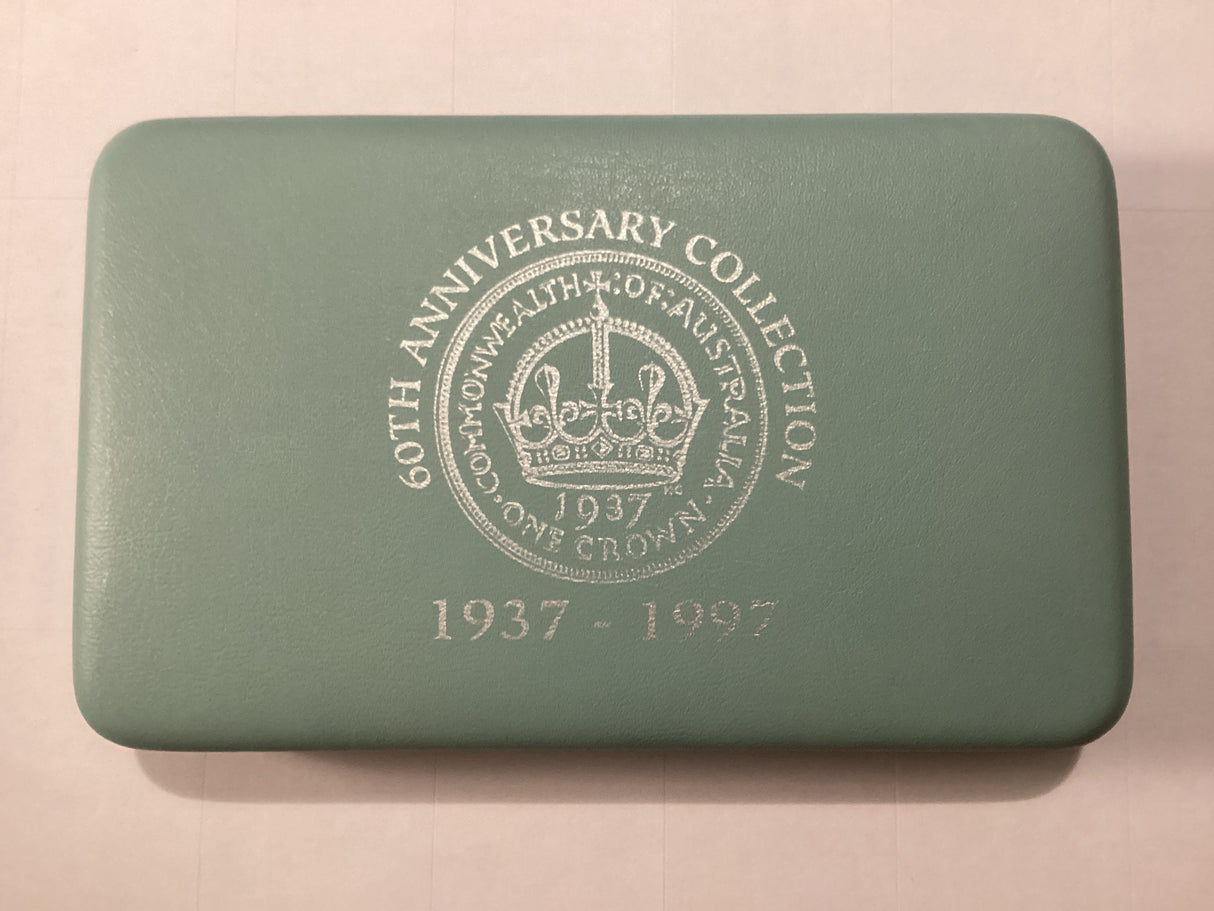 60TH ANNIVERSARY COLLECTION
·COMMONWEALTH:OF:AUSTRALIA·
1937
·ONE CROWN·
1937 - 1997